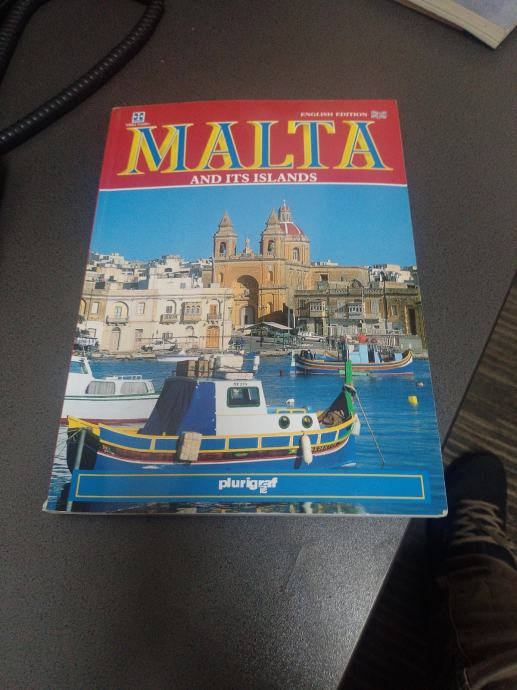 ENGLISH EDITION
MALTA
AND ITS ISLANDS
plurigraf